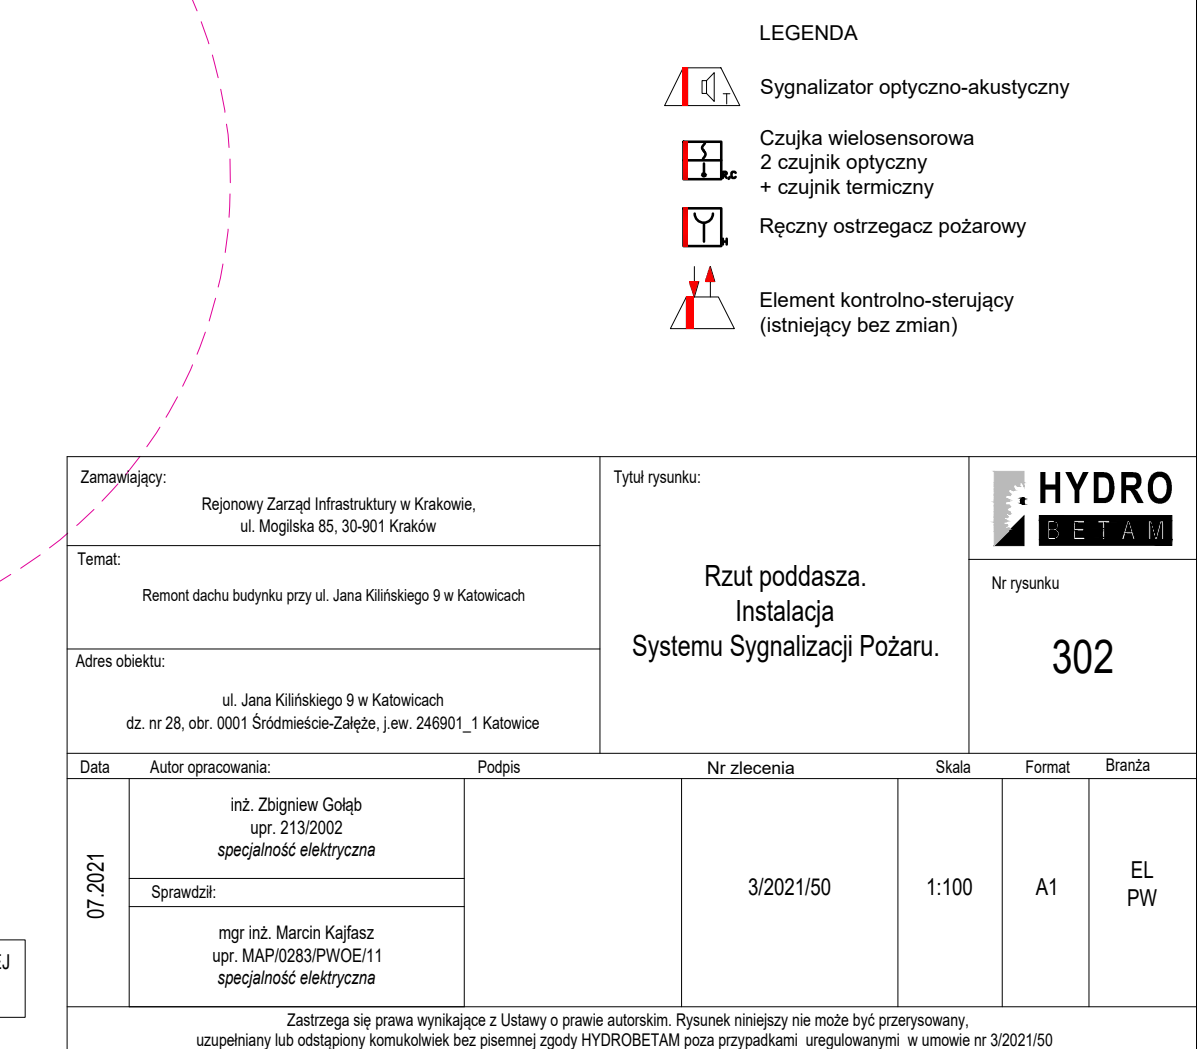 LEGENDA
T
Sygnalizator optyczno-akustyczny
Czujka wielosensorowa
2 czujnik optyczny
+ czujnik termiczny
R,C
Ręczny ostrzegacz pożarowy
H
Element kontrolno-sterujący
(istniejący bez zmian)
Zamawiający:
Rejonowy Zarząd Infrastruktury w Krakowie,
ul. Mogilska 85, 30-901 Kraków
Temat:
Remont dachu budynku przy ul. Jana Kilińskiego 9 w Katowicach
Adres obiektu:
ul. Jana Kilińskiego 9 w Katowicach
dz. nr 28, obr. 0001 Śródmieście-Załęże, j.ew. 246901_1 Katowice
Tytuł rysunku:
Rzut poddasza.
Instalacja
Systemu Sygnalizacji Pożaru.
HYDRO
BETAM
Nr rysunku
302
Data
Autor opracowania:
Podpis
Nr zlecenia
Skala
Format
Branża
07.2021
inż. Zbigniew Gołąb
upr. 213/2002
specjalność elektryczna
Sprawdził:
mgr inż. Marcin Kajfasz
upr. MAP/0283/PWOE/11
specjalność elektryczna
3/2021/50
1:100
A1
EL
PW
EJ
Zastrzega się prawa wynikające z Ustawy o prawie autorskim. Rysunek niniejszy nie może być przerysowany,
uzupełniany lub odstąpiony komukolwiek bez pisemnej zgody HYDROBETAM poza przypadkami uregulowanymi w umowie nr 3/2021/50